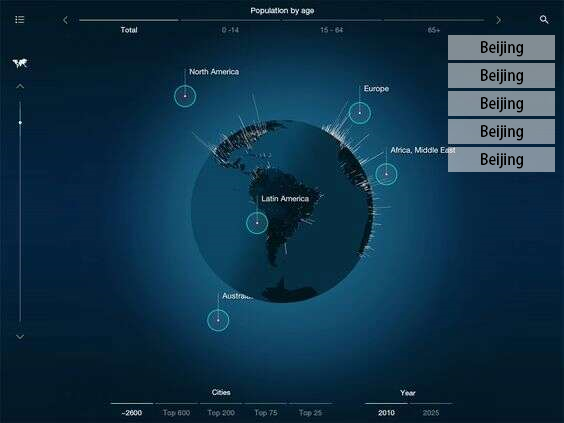 Population by age
Total
0 -14
15 - 64
65+
Beijing
Beijing
Beijing
Beijing
Beijing
North America
Europe
Africa, Middle East
Latin America
Cities
Year
~2600
Top 600
Top 200
Top 75
Top 25
2010
2025